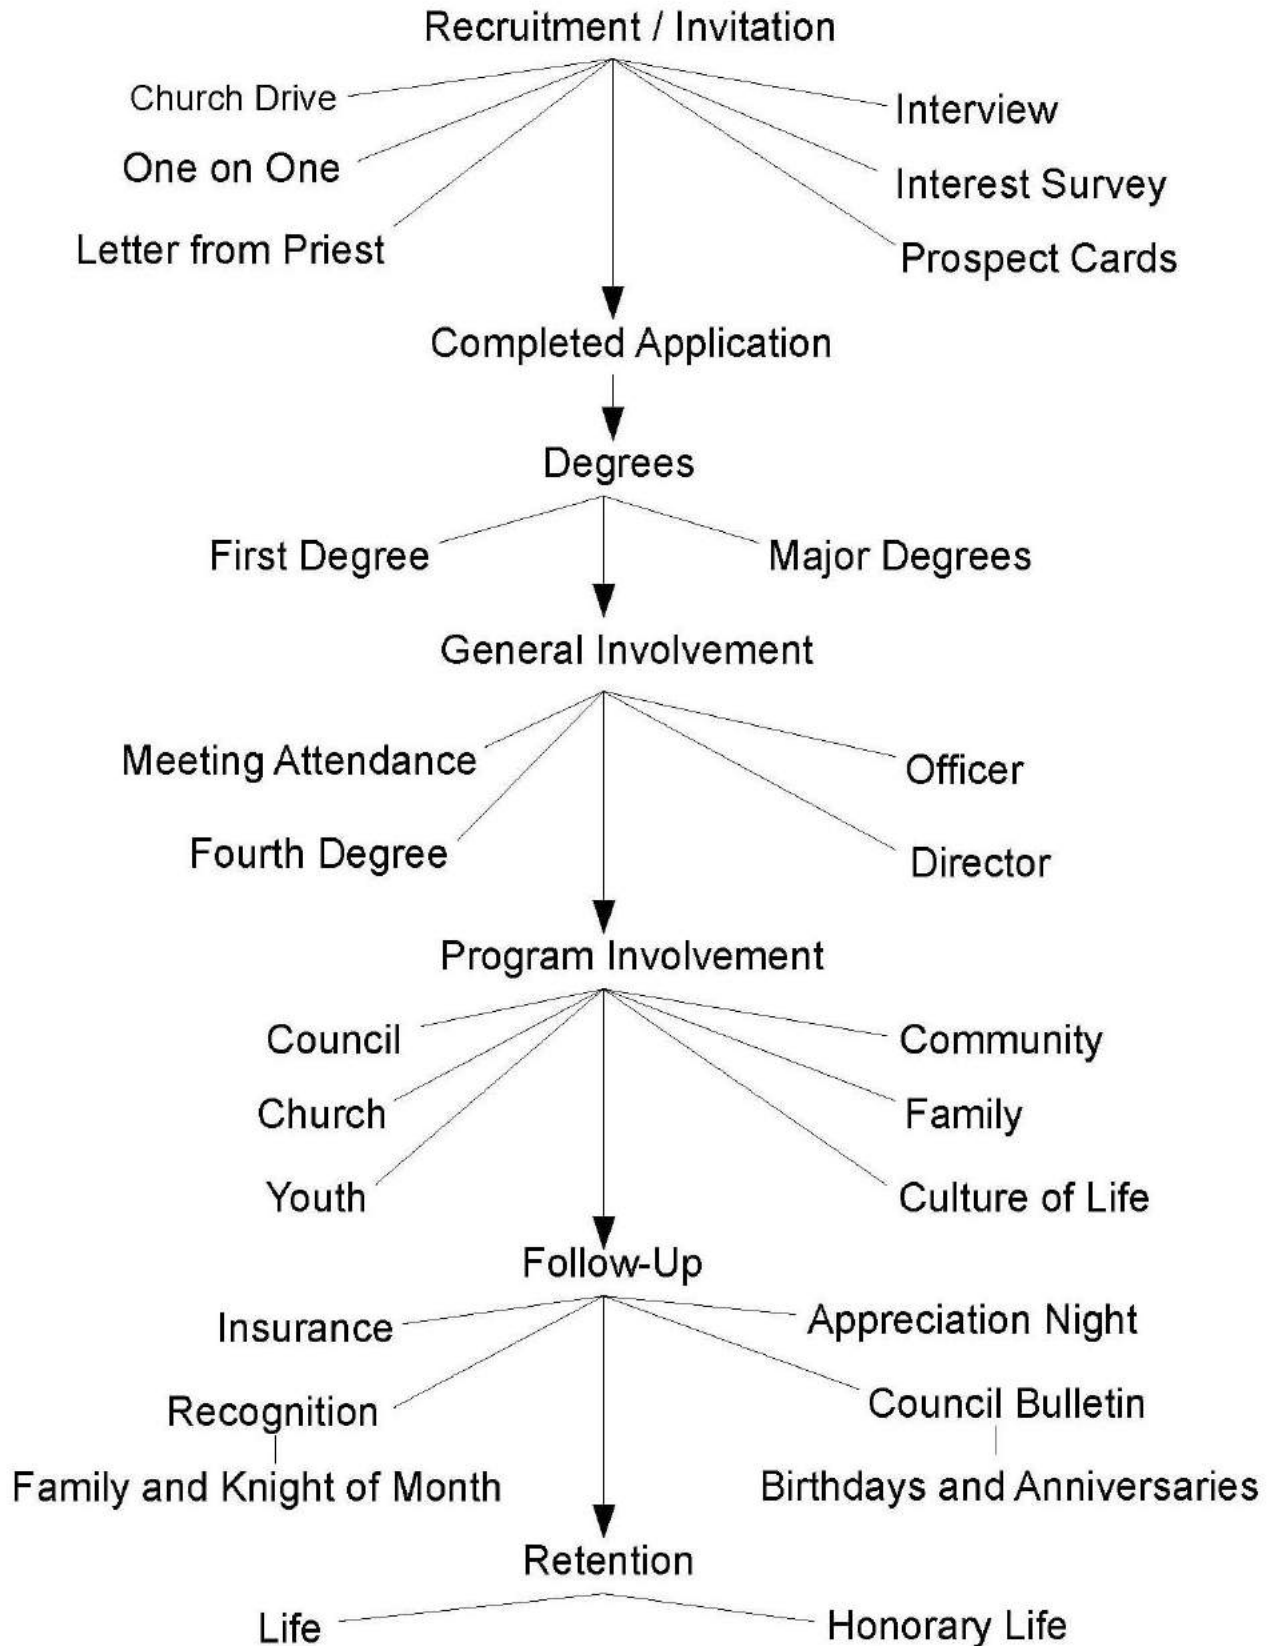 Recruitment / Invitation
Church Drive
Interview
One on One
Interest Survey
Letter from Priest
Prospect Cards
Completed Application
Degrees
First Degree
Major Degrees
General Involvement
Meeting Attendance
Officer
Fourth Degree
Director
Program Involvement
Council
Community
Church
Family
Youth
Culture of Life
Follow-Up
Insurance
Appreciation Night
Recognition
Council Bulletin
Family and Knight of Month
Birthdays and Anniversaries
Retention
Life
Honorary Life